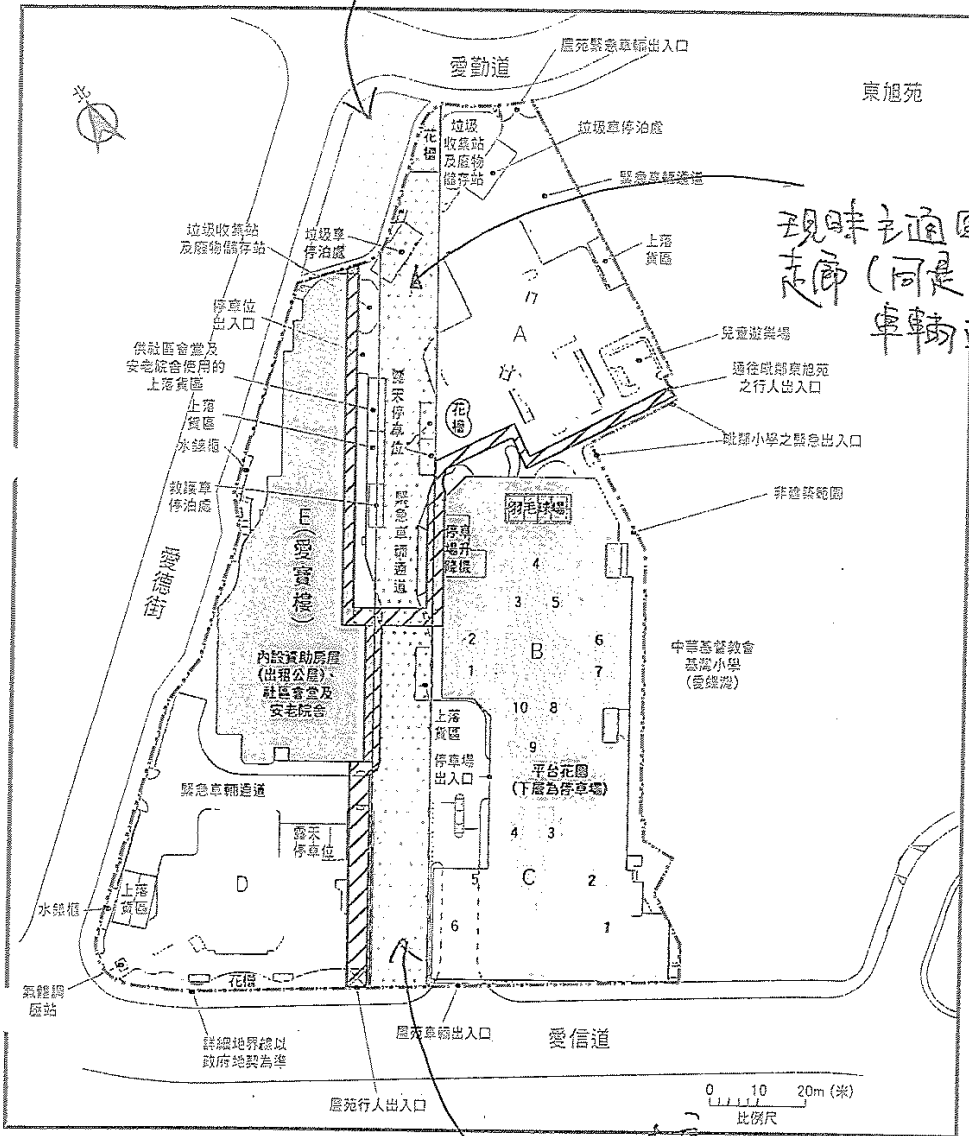 愛勤道
東旭苑
北
屋苑緊急車輛出入口
垃圾車停泊處
緊急車輛通道
花槽
垃圾
收集站
及廢物
儲存站
現時主通
走廊(同是
車輛
上落
貨區
兒童遊樂場
通往毗鄰東旭苑
之行人出入口
毗鄰小學之緊急出入口
非建築範圍
垃圾收集站
及廢物儲存站
垃圾車
停泊處
停車位
出入口
供社區會堂及
安老院舍使用的
上落貨區
上落
貨區
水錶櫃
救護車
停泊處
露天停車位
花槽
A
緊急車輛通道
停車
場升
降機
羽毛球場
E(愛寶樓)
內設資助房屋
(出租公屋)、
社區會堂及
安老院舍
愛德街
4
3 5
2 6
B
1 7
10 8
9
中華基督教會
基灣小學
(愛蝶灣)
上落
貨區
停車場
出入口
平台花園
(下層為停車場)
4 3
5 C 2
6 1
緊急車輛通道
露天
停車位
D
上落
貨區
水錶櫃
氣體調
壓站
花槽
詳細地界線以
政府地契為準
屋苑車輛出入口
愛信道
屋苑行人出入口
0 10 20m (米)
比例尺